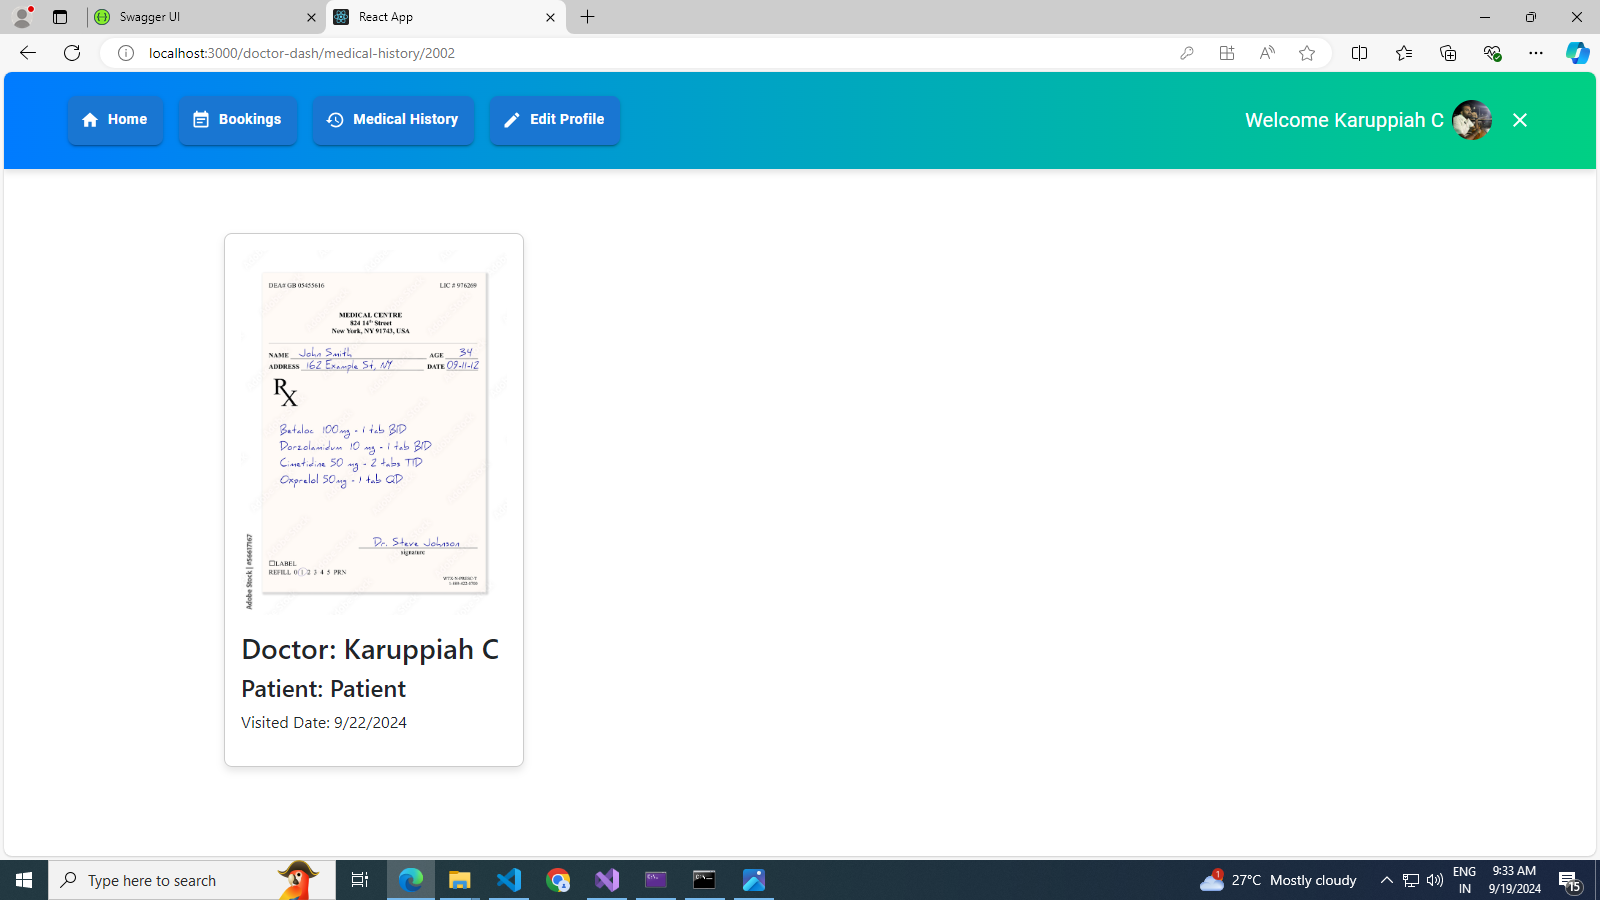 Swagger UI
React App
localhost:3000/doctor-dash/medical-history/2002
Home
Bookings
Medical History
Edit Profile
Welcome Karuppiah C
DEA# GB 05455616
LIC # 976269
MEDICAL CENTRE
824 14th Street
New York, NY 91743, USA
NAME John Smith AGE 34
ADDRESS 162 Example St, NY DATE 09-11-12
Rx
Betaloc 100mg - 1 tab BID
Dorzolamidum 10 mg - 1 tab BID
Cimetidine 50 mg - 2 tabs TID
Oxprelol 50mg - 1 tab QD
Dr. Steve Johnson
signature
LABEL
REFILL 0 1 2 3 4 5 PRN
Adobe Stock | #56617167
Doctor: Karuppiah C
Patient: Patient
Visited Date: 9/22/2024
Type here to search
1
27°C Mostly cloudy
ENG
IN
9:33 AM
9/19/2024
15